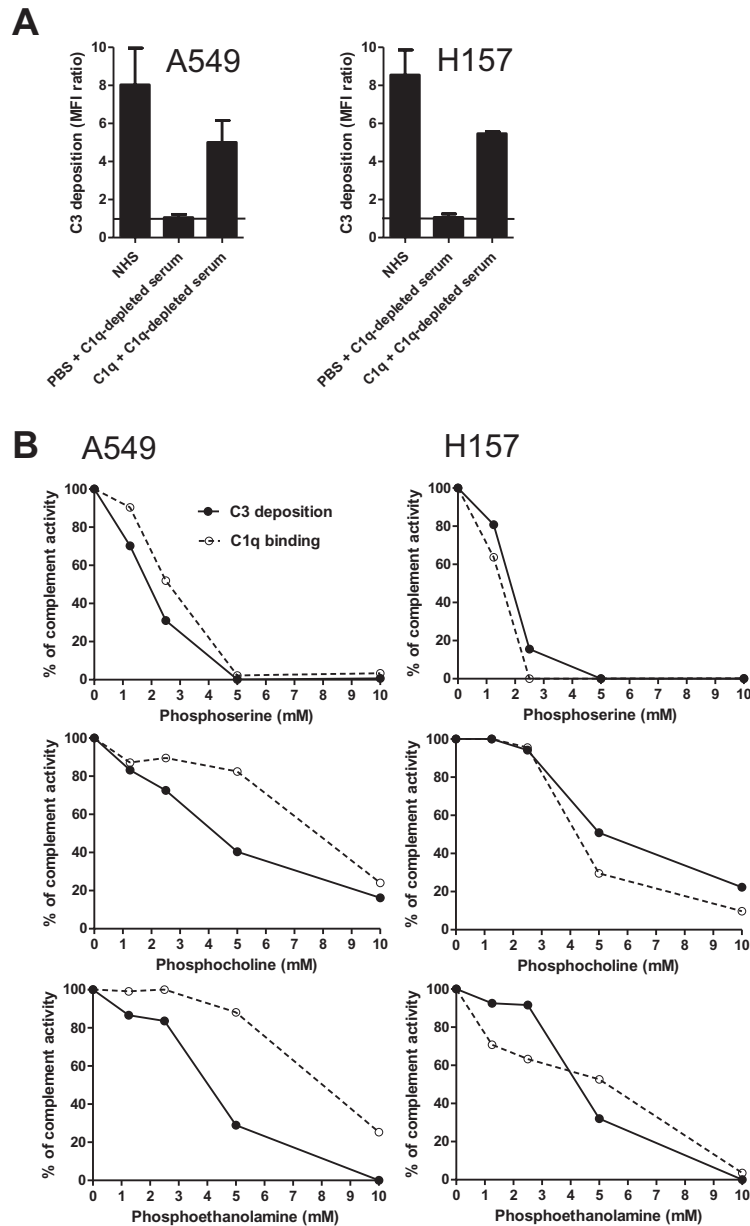 A
A549
H157
C3 deposition (MFI ratio)
10
8
6
4
2
0
NHS
PBS + C1q-depleted serum
C1q + C1q-depleted serum
C3 deposition (MFI ratio)
10
8
6
4
2
0
NHS
PBS + C1q-depleted serum
C1q + C1q-depleted serum
B
A549
H157
% of complement activity
100
80
60
40
20
0
C3 deposition
C1q binding
0 1 2 3 4 5 6 7 8 9 10
Phosphoserine (mM)
% of complement activity
100
80
60
40
20
0
0 1 2 3 4 5 6 7 8 9 10
Phosphoserine (mM)
% of complement activity
100
80
60
40
20
0
0 1 2 3 4 5 6 7 8 9 10
Phosphocholine (mM)
% of complement activity
100
80
60
40
20
0
0 1 2 3 4 5 6 7 8 9 10
Phosphocholine (mM)
% of complement activity
100
80
60
40
20
0
0 1 2 3 4 5 6 7 8 9 10
Phosphoethanolamine (mM)
% of complement activity
100
80
60
40
20
0
0 1 2 3 4 5 6 7 8 9 10
Phosphoethanolamine (mM)